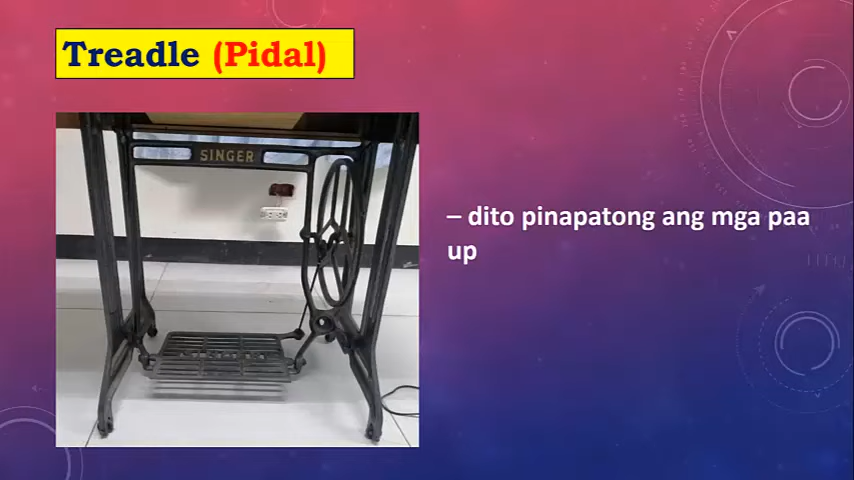 Treadle (Pidal)
SINGER
– dito pinapatong ang mga paa
up